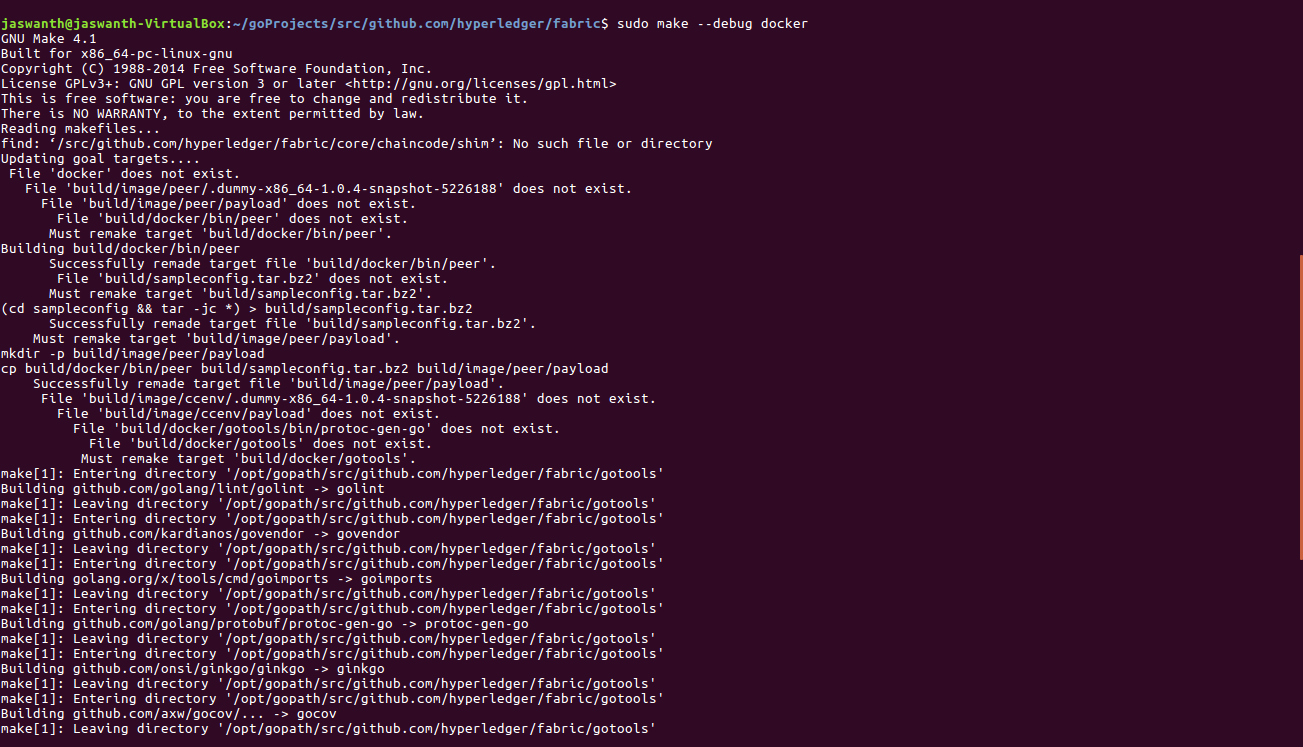 jaswanth@jaswanth-VirtualBox:~/goProjects/src/github.com/hyperledger/fabric$ sudo make --debug docker
GNU Make 4.1
Built for x86_64-pc-linux-gnu
Copyright (C) 1988-2014 Free Software Foundation, Inc.
License GPLv3+: GNU GPL version 3 or later <http://gnu.org/licenses/gpl.html>
This is free software: you are free to change and redistribute it.
There is NO WARRANTY, to the extent permitted by law.
Reading makefiles...
find: ‘/src/github.com/hyperledger/fabric/core/chaincode/shim’: No such file or directory
Updating goal targets....
 File 'docker' does not exist.
   File 'build/image/peer/.dummy-x86_64-1.0.4-snapshot-5226188' does not exist.
     File 'build/image/peer/payload' does not exist.
       File 'build/docker/bin/peer' does not exist.
      Must remake target 'build/docker/bin/peer'.
Building build/docker/bin/peer
      Successfully remade target file 'build/docker/bin/peer'.
       File 'build/sampleconfig.tar.bz2' does not exist.
      Must remake target 'build/sampleconfig.tar.bz2'.
(cd sampleconfig && tar -jc *) > build/sampleconfig.tar.bz2
      Successfully remade target file 'build/sampleconfig.tar.bz2'.
    Must remake target 'build/image/peer/payload'.
mkdir -p build/image/peer/payload
cp build/docker/bin/peer build/sampleconfig.tar.bz2 build/image/peer/payload
    Successfully remade target file 'build/image/peer/payload'.
     File 'build/image/ccenv/.dummy-x86_64-1.0.4-snapshot-5226188' does not exist.
       File 'build/image/ccenv/payload' does not exist.
         File 'build/docker/gotools/bin/protoc-gen-go' does not exist.
           File 'build/docker/gotools' does not exist.
          Must remake target 'build/docker/gotools'.
make[1]: Entering directory '/opt/gopath/src/github.com/hyperledger/fabric/gotools'
Building github.com/golang/lint/golint -> golint
make[1]: Leaving directory '/opt/gopath/src/github.com/hyperledger/fabric/gotools'
make[1]: Entering directory '/opt/gopath/src/github.com/hyperledger/fabric/gotools'
Building github.com/kardianos/govendor -> govendor
make[1]: Leaving directory '/opt/gopath/src/github.com/hyperledger/fabric/gotools'
make[1]: Entering directory '/opt/gopath/src/github.com/hyperledger/fabric/gotools'
Building golang.org/x/tools/cmd/goimports -> goimports
make[1]: Leaving directory '/opt/gopath/src/github.com/hyperledger/fabric/gotools'
make[1]: Entering directory '/opt/gopath/src/github.com/hyperledger/fabric/gotools'
Building github.com/golang/protobuf/protoc-gen-go -> protoc-gen-go
make[1]: Leaving directory '/opt/gopath/src/github.com/hyperledger/fabric/gotools'
make[1]: Entering directory '/opt/gopath/src/github.com/hyperledger/fabric/gotools'
Building github.com/onsi/ginkgo/ginkgo -> ginkgo
make[1]: Leaving directory '/opt/gopath/src/github.com/hyperledger/fabric/gotools'
make[1]: Entering directory '/opt/gopath/src/github.com/hyperledger/fabric/gotools'
Building github.com/axw/gocov/... -> gocov
make[1]: Leaving directory '/opt/gopath/src/github.com/hyperledger/fabric/gotools'